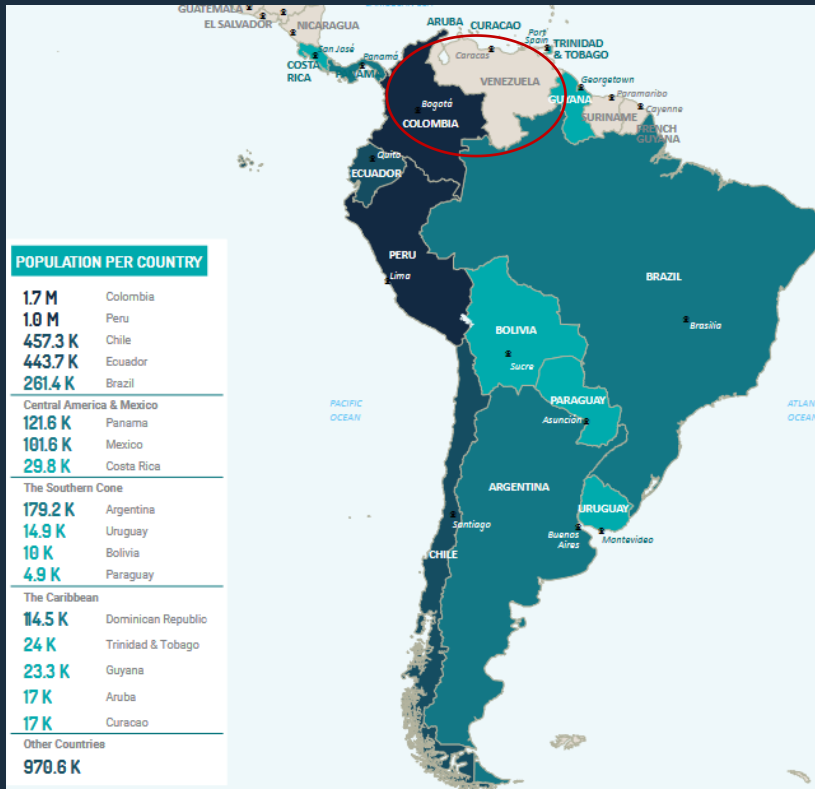 GUATEMALA
EL SALVADOR
NICARAGUA
ARUBA CURACAO
Port
Spain
TRINIDAD
& TOBAGO
San José
COSTA
RICA
Panamá
PANAMA
Caracas
VENEZUELA
Georgetown
GUYANA
Paramaribo
SURINAME
Cayenne
FRENCH
GUYANA
Bogotá
COLOMBIA
Quito
ECUADOR
PERU
Lima
BRAZIL
Brasilia
BOLIVIA
Sucre
PARAGUAY
Asunción
PACIFIC
OCEAN
ATLAN
OCEAN
ARGENTINA
URUGUAY
Santiago
Buenos
Aires
Montevideo
CHILE
POPULATION PER COUNTRY
1.7 M Colombia
1.0 M Peru
457.3 K Chile
443.7 K Ecuador
261.4 K Brazil
Central America & Mexico
121.6 K Panama
101.6 K Mexico
29.8 K Costa Rica
The Southern Cone
179.2 K Argentina
14.9 K Uruguay
10 K Bolivia
4.9 K Paraguay
The Caribbean
114.5 K Dominican Republic
24 K Trinidad & Tobago
23.3 K Guyana
17 K Aruba
17 K Curacao
Other Countries
970.6 K